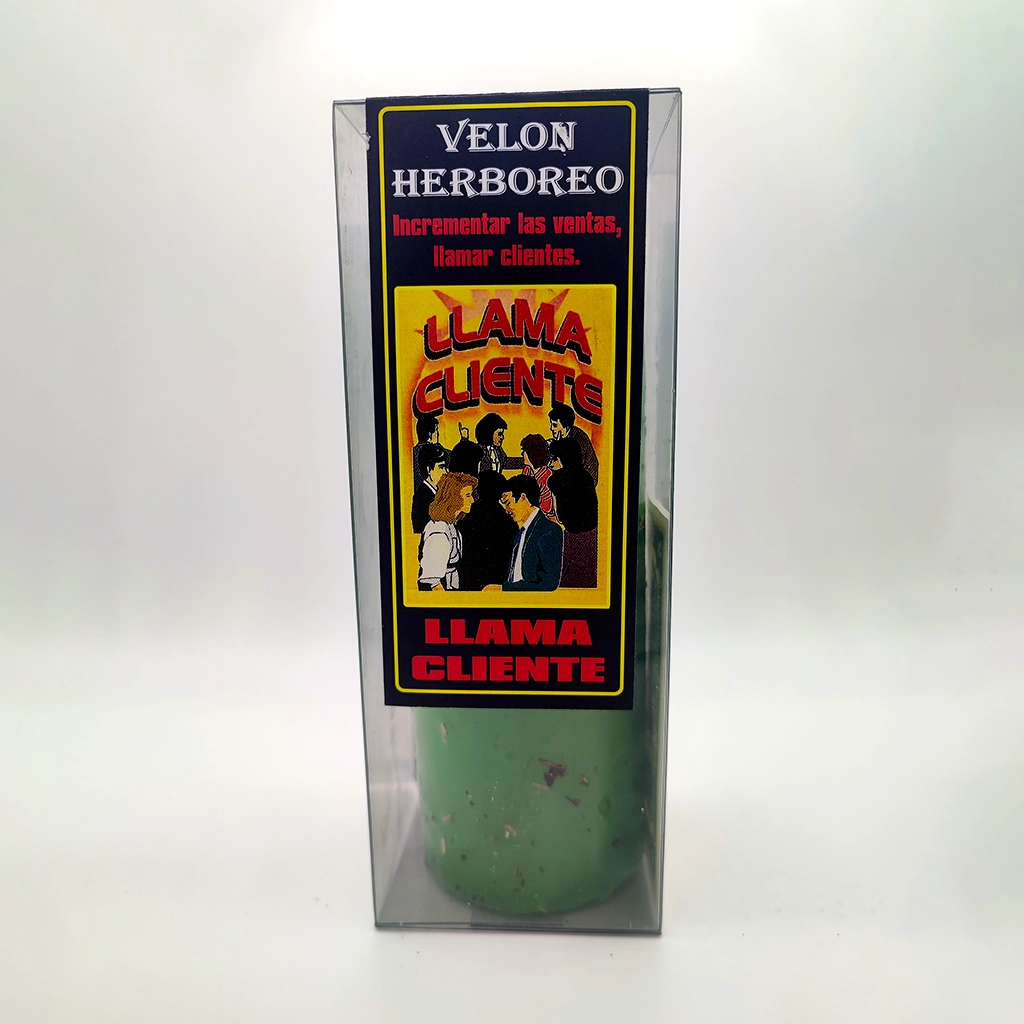 VELON
HERBOREO
Incrementar las ventas,
llamar clientes.
LLAMA
CLIENTE
LLAMA
CLIENTE